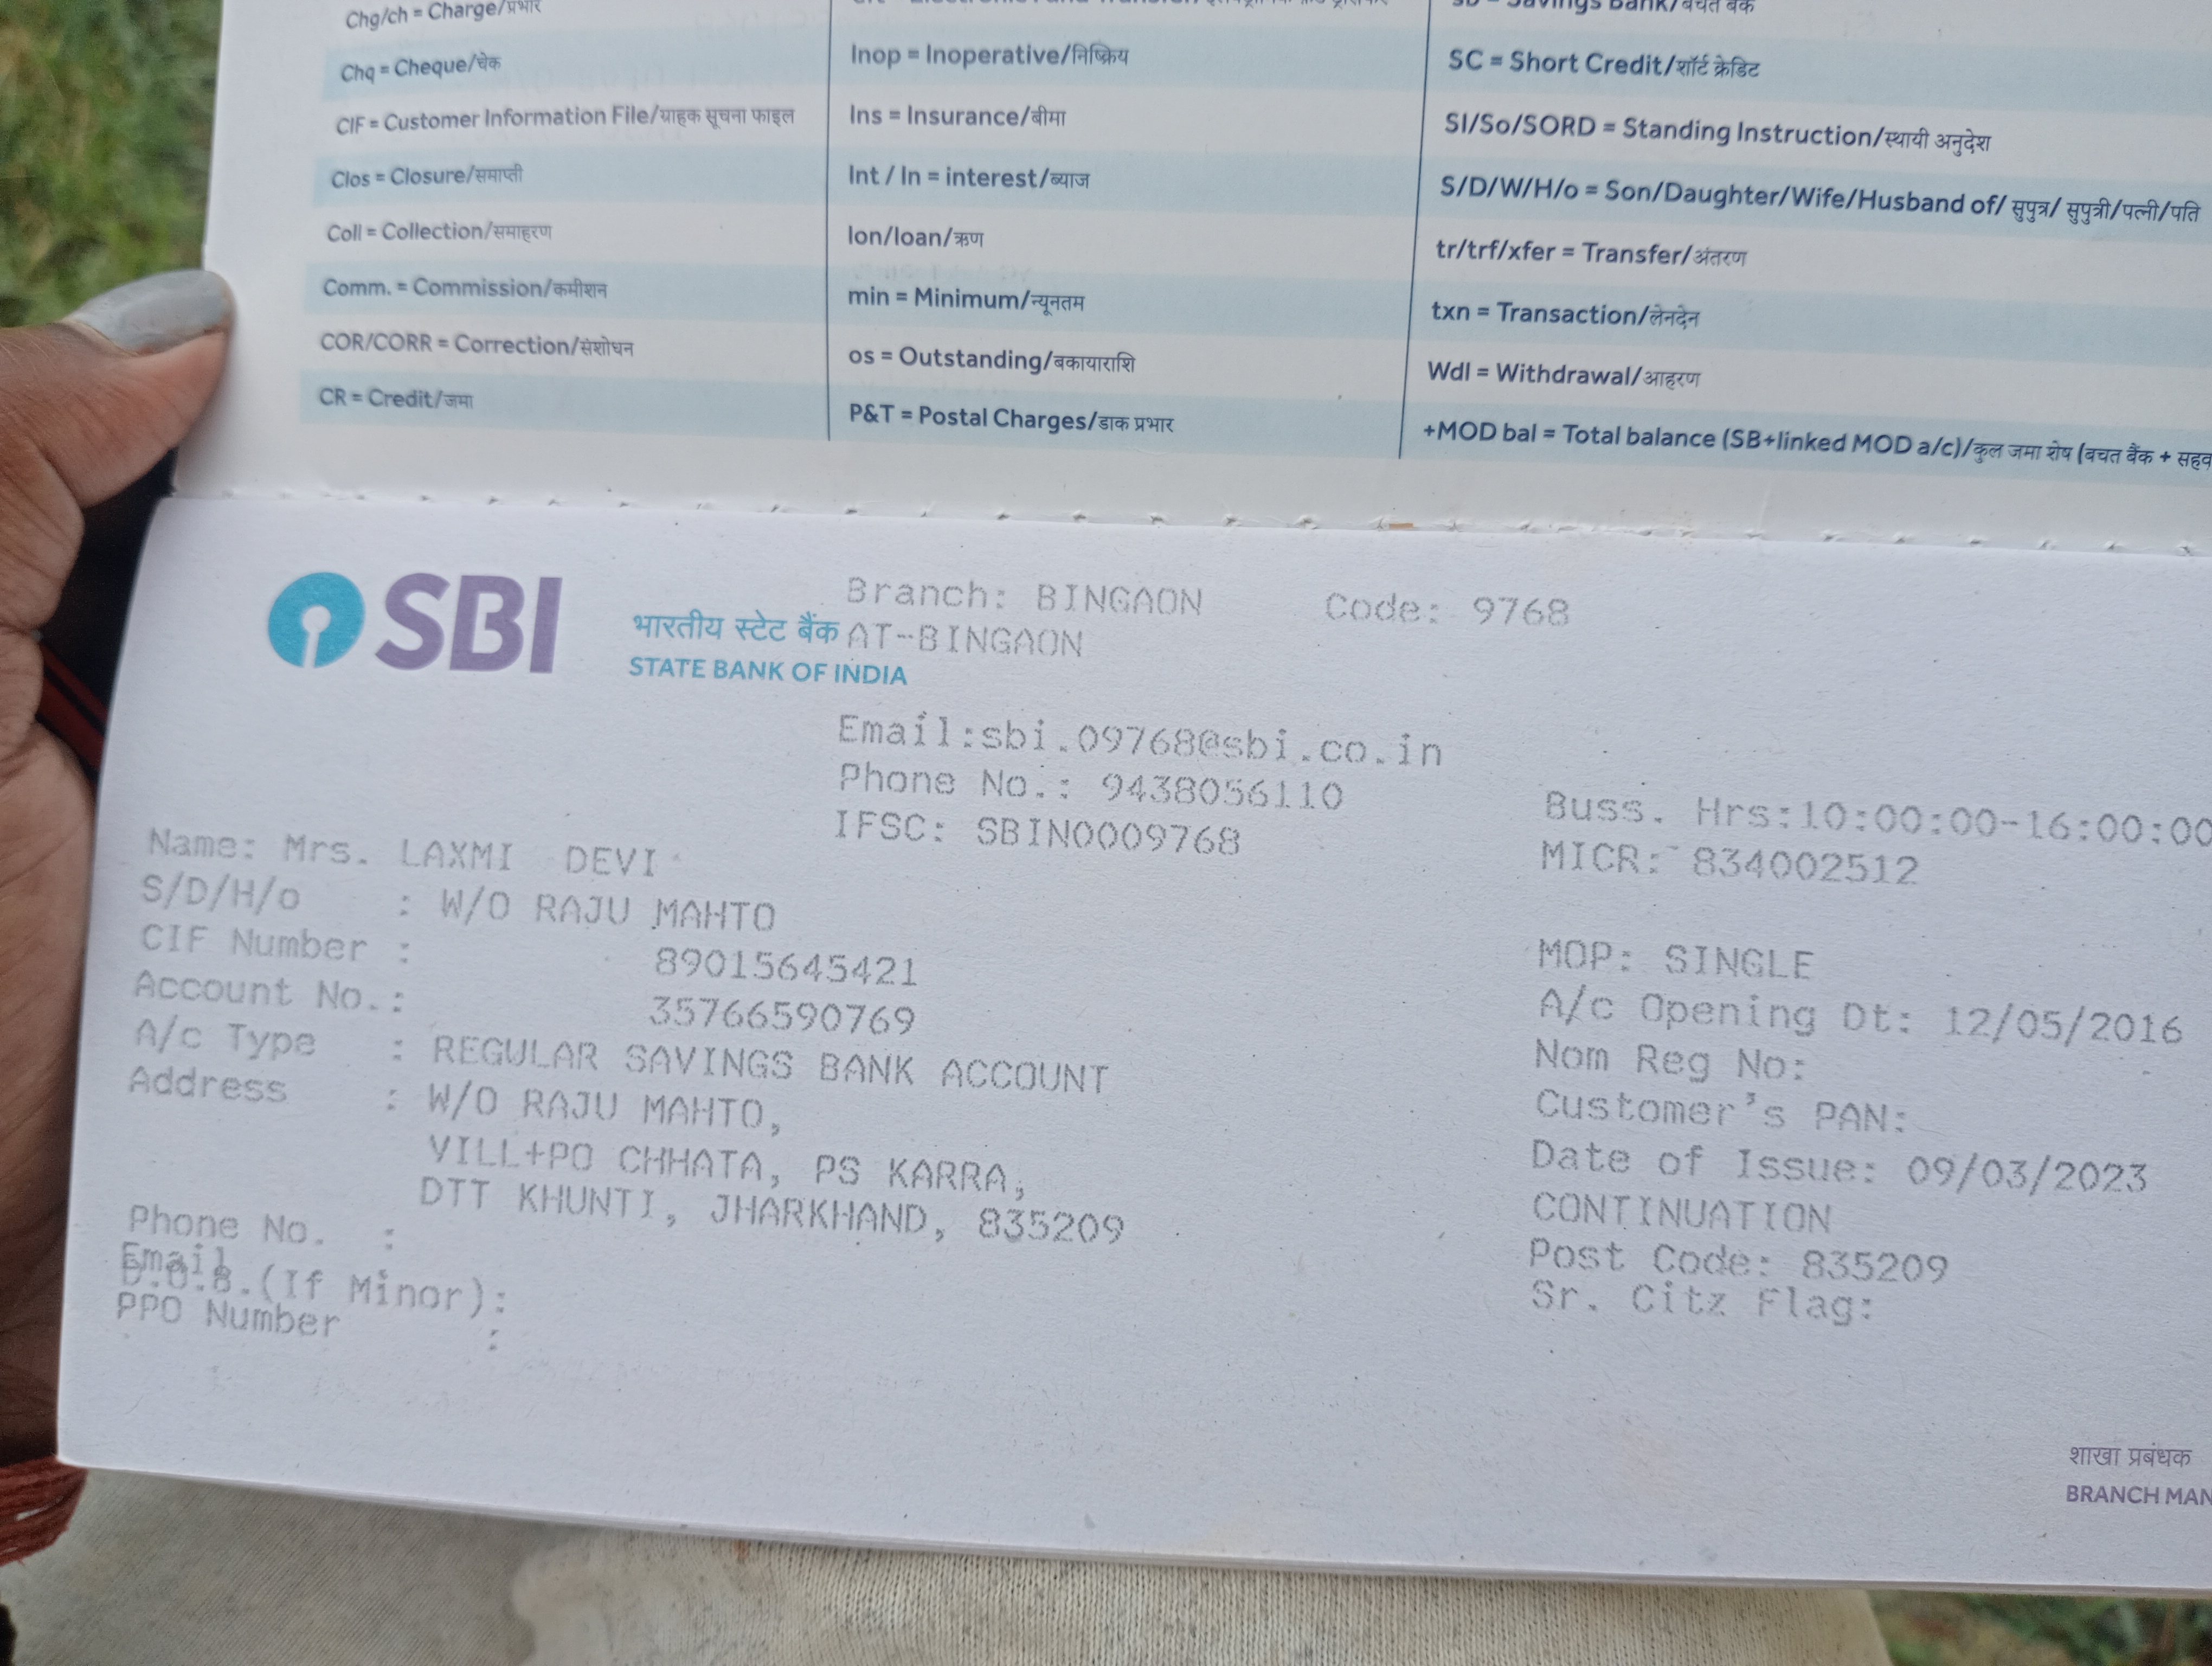 Chg/ch = Charge/प्रभार
Chq = Cheque/चेक
CIF = Customer Information File/ग्राहक सूचना फाइल
Clos = Closure/समाप्ती
Coll = Collection/समाहरण
Comm. = Commission/कमीशन
COR/CORR = Correction/संशोधन
CR = Credit/जमा
Inop = Inoperative/निष्क्रिय
Ins = Insurance/बीमा
Int / In = interest/ब्याज
lon/loan/ऋण
min = Minimum/न्यूनतम
os = Outstanding/बकायाराशि
P&T = Postal Charges/डाक प्रभार
Savings Bank/बचत बैंक
SC = Short Credit/शॉर्ट क्रेडिट
SI/So/SORD = Standing Instruction/स्थायी अनुदेश
S/D/W/H/o = Son/Daughter/Wife/Husband of/ सुपुत्र/ सुपुत्री/पत्नी/पति
tr/trf/xfer = Transfer/अंतरण
txn = Transaction/लेनदेन
Wdl = Withdrawal/आहरण
+MOD bal = Total balance (SB+linked MOD a/c)/कुल जमा शेष (बचत बैंक +
SBI
भारतीय स्टेट बैंक
STATE BANK OF INDIA
Branch: BINGAON Code: 9768
AT-BINGAON
Email:sbi.09768@sbi.co.in
Phone No.: 9438056110
IFSC: SBIN0009768
Buss. Hrs:10:00:00-16:00:00
MICR: 834002512
Name: Mrs. LAXMI DEVI
S/D/H/o : W/O RAJU MAHTO
CIF Number : 89015645421
Account No.: 35766590769
A/c Type : REGULAR SAVINGS BANK ACCOUNT
Address : W/O RAJU MAHTO,
VILL+PO CHHATA, PS KARRA,
DTT KHUNTI, JHARKHAND, 835209
Phone No. :
Email
D.O.B.(If Minor):
PPO Number :
MOP: SINGLE
A/c Opening Dt: 12/05/2016
Nom Reg No:
Customer's PAN:
Date of Issue: 09/03/2023
CONTINUATION
Post Code: 835209
Sr. Citz Flag:
शाखा प्रबंधक
BRANCH MAN